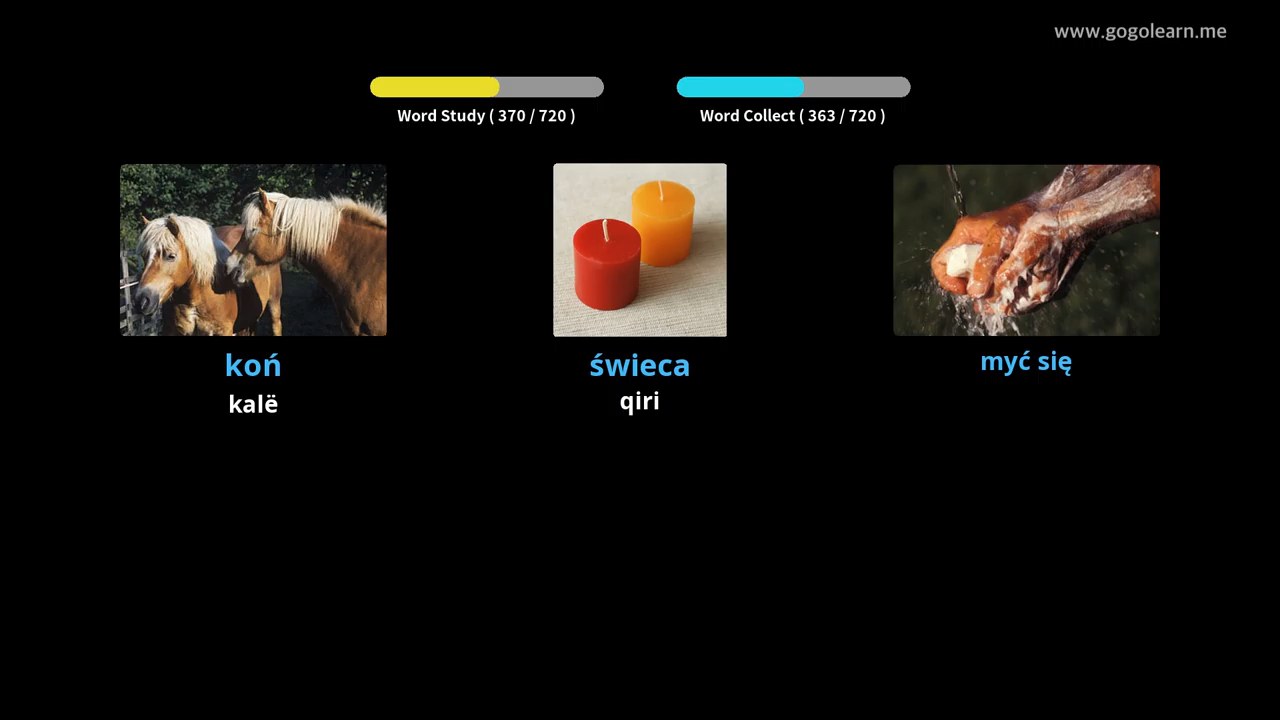 www.gogolearn.me
Word Study ( 370 / 720 )
Word Collect ( 363 / 720 )
koń
kalë
świeca
qiri
myć się